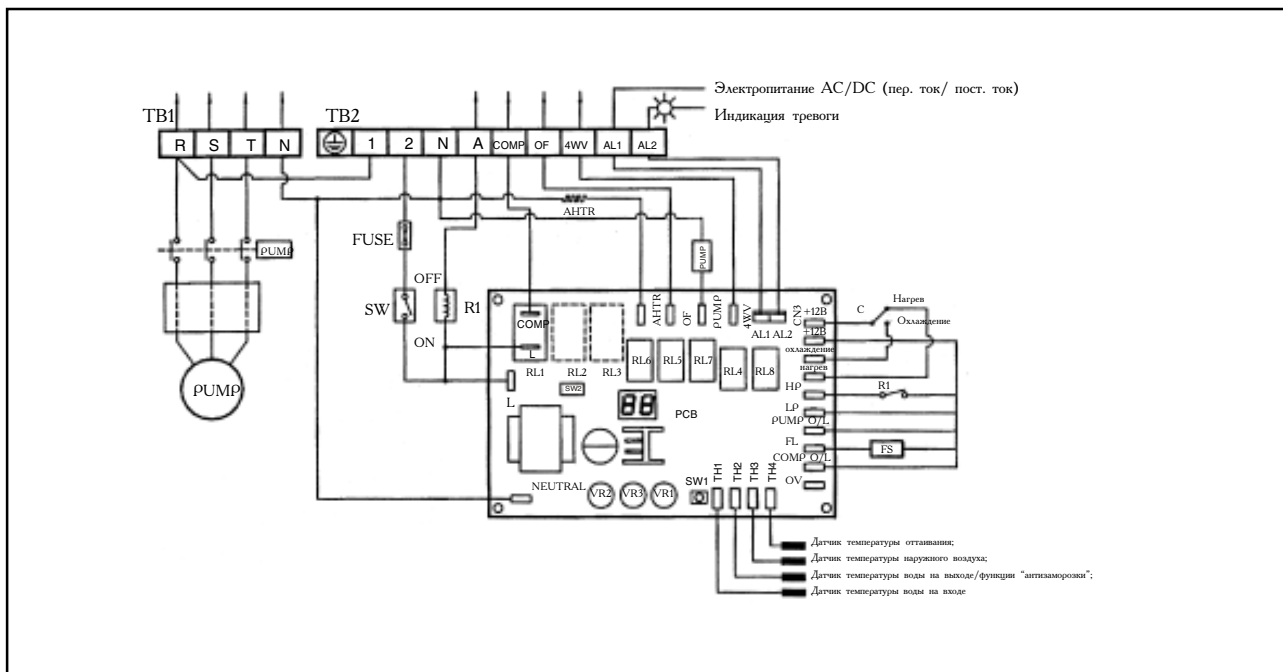 Электропитание AC/DC (пер. ток/ пост. ток)
Индикация тревоги
TB1
TB2
R S T N
1 2 N A COMP OF 4WV AL1 AL2
AHTR
FUSE
PUMP
PUMP
OFF
SW
R1
ON
COMP
L
AHTR
OF
PUMP
4WV
AL1 AL2
CN3
+12В
+12В
охлаждение
нагрев
C
Нагрев
Охлаждение
RL1
RL2
RL3
RL6
RL5
RL7
RL4
RL8
SW2
HP
R1
LP
PUMP O/L
PUMP
L
88
PCB
FL
FS
COMP O/L
OV
NEUTRAL
VR2
VR3
VR1
SW1
TH1
TH2
TH3
TH4
Датчик температуры оттаивания;
Датчик температуры наружного воздуха;
Датчик температуры воды на выходе/функции “антизаморозки”;
Датчик температуры воды на входе